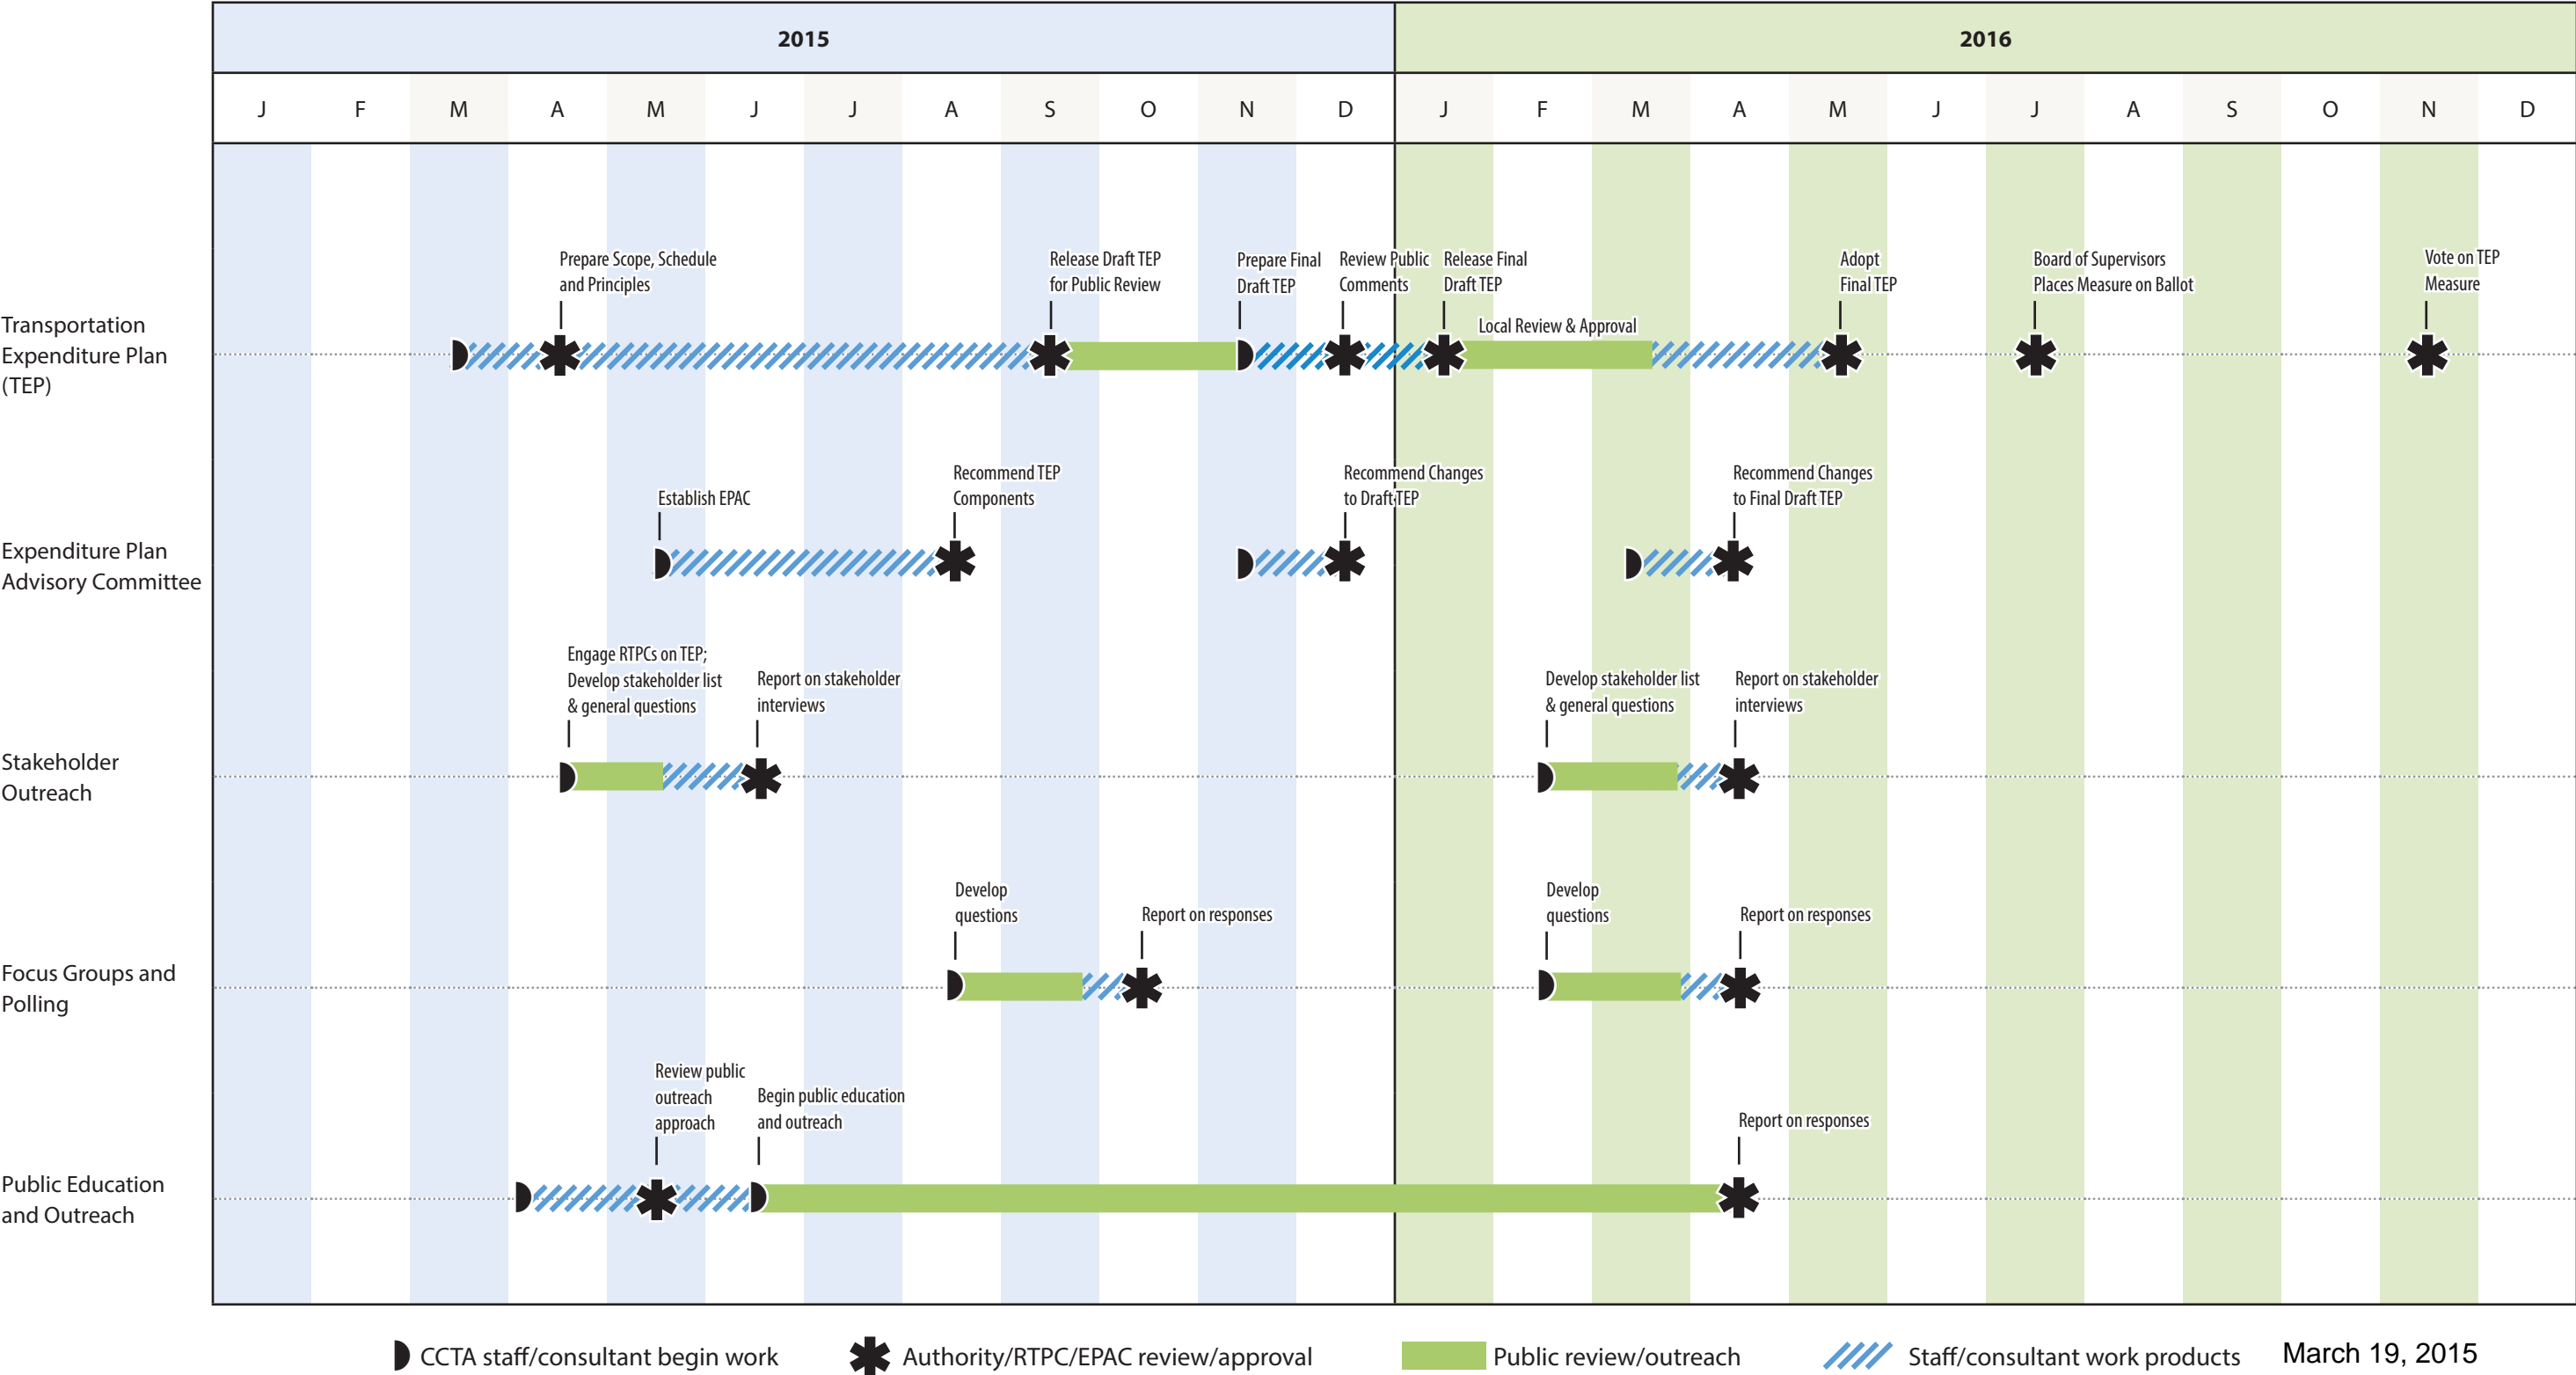 2015
2016
J F M A M J J A S O N D J F M A M J J A S O N D
Transportation
Expenditure Plan
(TEP)
Prepare Scope, Schedule
and Principles
Release Draft TEP
for Public Review
Prepare Final
Draft TEP
Review Public
Comments
Release Final
Draft TEP
Local Review & Approval
Adopt
Final TEP
Board of Supervisors
Places Measure on Ballot
Vote on TEP
Measure
Expenditure Plan
Advisory Committee
Establish EPAC
Recommend TEP
Components
Recommend Changes
to Draft TEP
Recommend Changes
to Final Draft TEP
Stakeholder
Outreach
Engage RTPCs on TEP;
Develop stakeholder list
& general questions
Report on stakeholder
interviews
Develop stakeholder list
& general questions
Report on stakeholder
interviews
Focus Groups and
Polling
Develop
questions
Report on responses
Develop
questions
Report on responses
Public Education
and Outreach
Review public
outreach
approach
Begin public education
and outreach
Report on responses
CCTA staff/consultant begin work
Authority/RTPC/EPAC review/approval
Public review/outreach
Staff/consultant work products
March 19, 2015